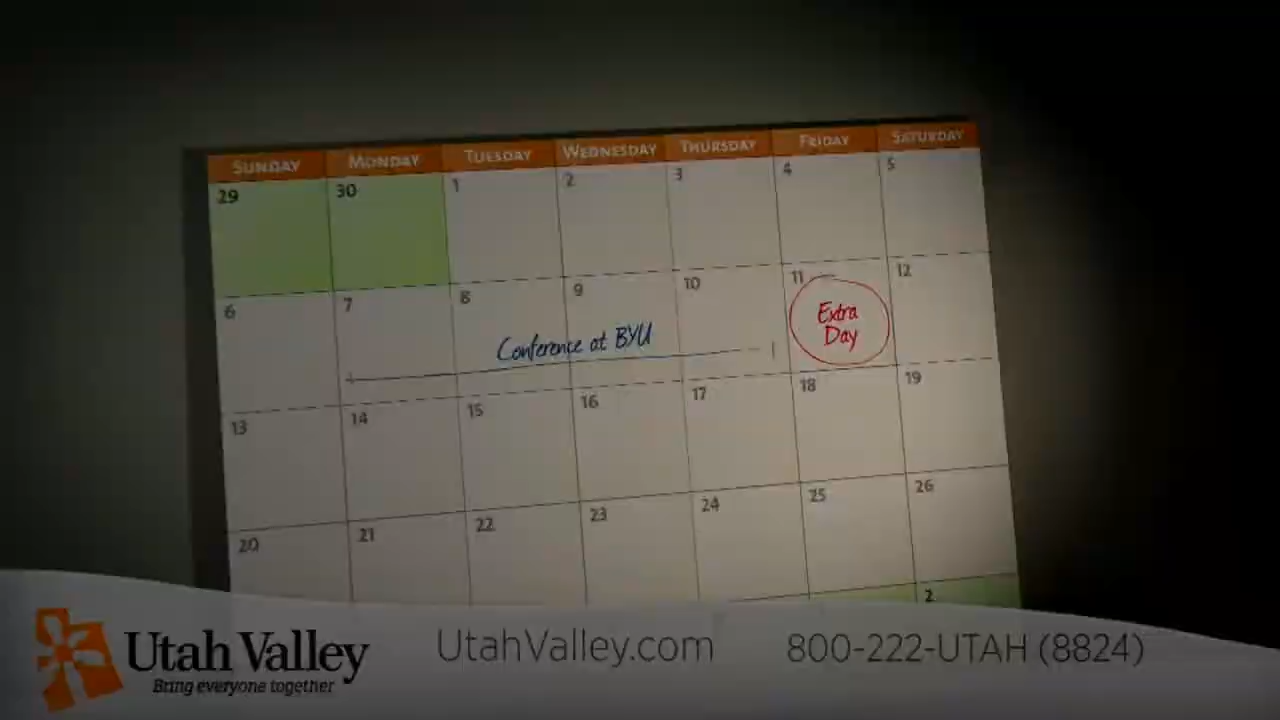 SUNDAY MONDAY TUESDAY WEDNESDAY THURSDAY FRIDAY SATURDAY
29 30 1 2 3 4 5
6 7 8 9 10 11 12
Conference at BYU
Extra
Day
13 14 15 16 17 18 19
20 21 22 23 24 25 26
2
Utah Valley
Bring everyone together
UtahValley.com
800-222-UTAH (8824)